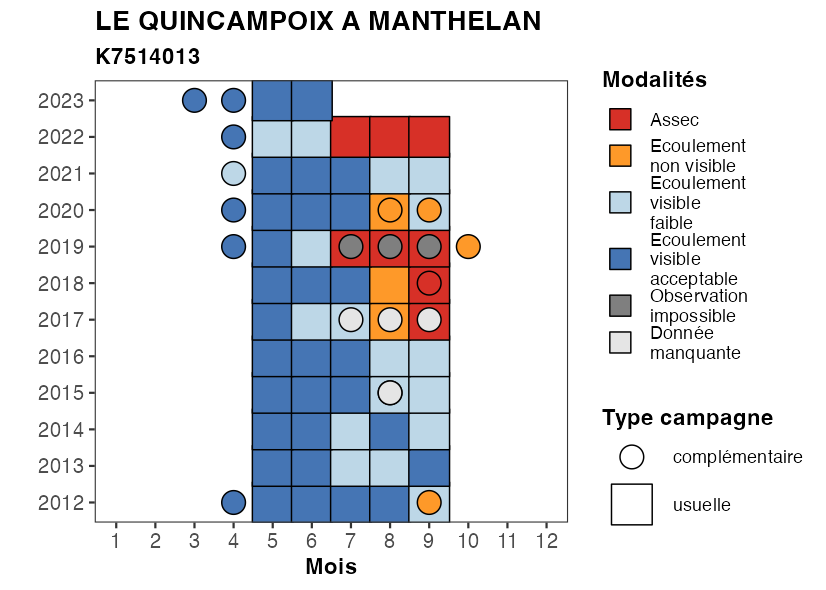 LE QUINCAMPOIX A MANTHELAN
K7514013
2023
2022
2021
2020
2019
2018
2017
2016
2015
2014
2013
2012
1 2 3 4 5 6 7 8 9 10 11 12
Mois
Modalités
Assec
Ecoulement
non visible
Ecoulement
visible
faible
Ecoulement
visible
acceptable
Observation
impossible
Donnée
manquante
Type campagne
complémentaire
usuelle